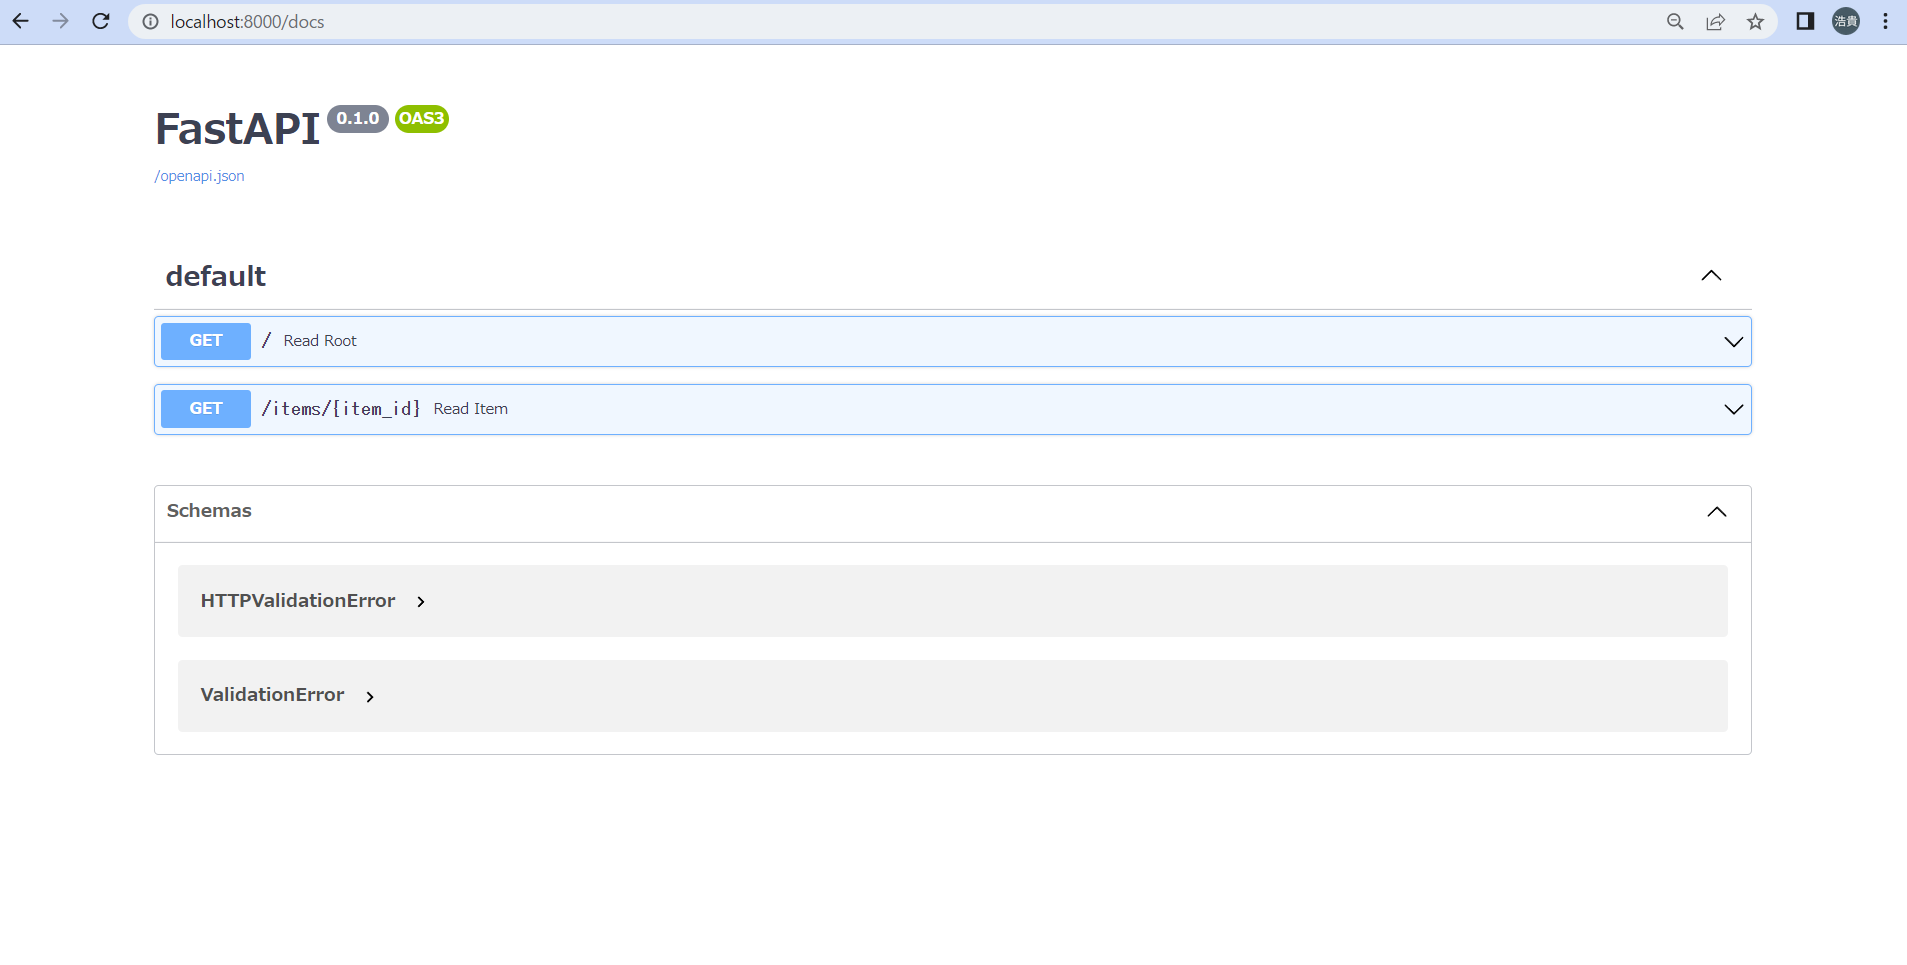 localhost:8000/docs
浩貴
FastAPI 0.1.0 OAS3
/openapi.json
default
GET / Read Root
GET /items/{item_id} Read Item
Schemas
HTTPValidationError
ValidationError